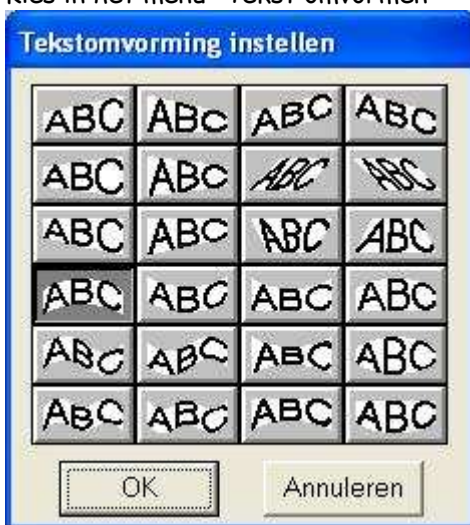 Kies in het menu "Tekst omvormen"
Tekstomvorming instellen
ABC ABC ABC ABC
ABC ABC ABC ABC
ABC ABC ABC ABC
ABC ABC ABC ABC
ABC ABC ABC ABC
ABC ABC ABC ABC
OK Annuleren